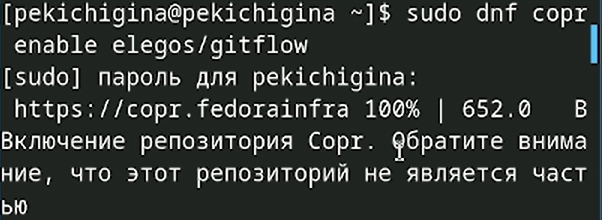 [pekichigina@pekichigina ~]$ sudo dnf copr
enable elegos/gitflow
[sudo] пароль для pekichigina:
https://copr.fedorainfra 100% | 652.0   B
Включение репозитория Copr. Обратите внима
ние, что этот репозиторий не является част
ью